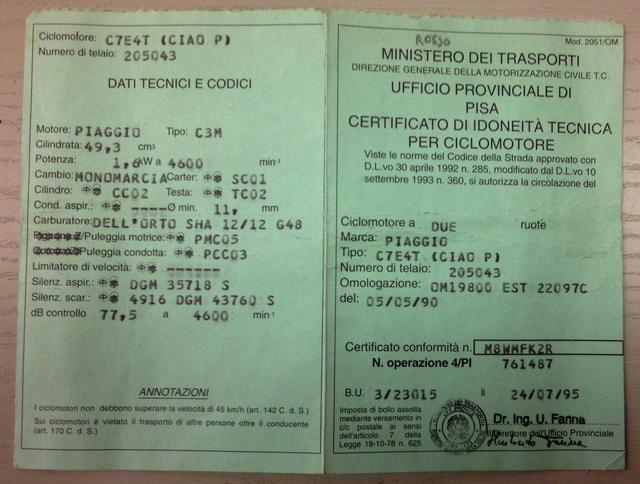 Ciclomotore: C7E4T (CIAO P)
Numero di telaio: 205043
DATI TECNICI E CODICI
Motore: PIAGGIO Tipo: C3M
Cilindrata: 49,3 cm³
Potenza: 1,6 kW a 4600 min-¹
Cambio: MONOMARCIA Carter: SC01
Cilindro: CC02 Testa: TC02
Cond. aspir.: ---- Ø min. 11, mm
Carburatore: DELL'ORTO SHA 12/12 G48
/Puleggia motrice: PMC05
/Puleggia condotta: PCC03
Limitatore di velocità: ------
Silenz. aspir.: DGM 35718 S
Silenz. scar.: 4916 DGM 43760 S
dB controllo 77,5 a 4600 min-¹
ANNOTAZIONI
I ciclomotori non debbono superare la velocità di 45 km/h (art. 142 C. d. S.)
Sui ciclomotori è vietato il trasporto di altre persone oltre il conducente
(art. 170 C. d. S.)
ROSSO
Mod. 2051/OM
MINISTERO DEI TRASPORTI
DIREZIONE GENERALE DELLA MOTORIZZAZIONE CIVILE T.C.
UFFICIO PROVINCIALE DI
PISA
CERTIFICATO DI IDONEITÀ TECNICA
PER CICLOMOTORE
Viste le norme del Codice della Strada approvato con
D.L.vo 30 aprile 1992 n. 285, modificato dal D.L.vo 10
settembre 1993 n. 360, si autorizza la circolazione del
Ciclomotore a DUE ruote
Marca: PIAGGIO
Tipo: C7E4T (CIAO P)
Numero di telaio: 205043
Omologazione: OM19800 EST 22097C
del: 05/05/90
Certificato conformità n. M8WMFK2R
N. operazione 4/PI 761487
B.U. 3/23015 li 24/07/95
Imposta di bollo assolta
mediante versamento in
c/c postale ai sensi
dell'articolo 7 della
Legge 18-10-78 n. 625
Dr. Ing. U. Farina
Il Direttore dell'Ufficio Provinciale